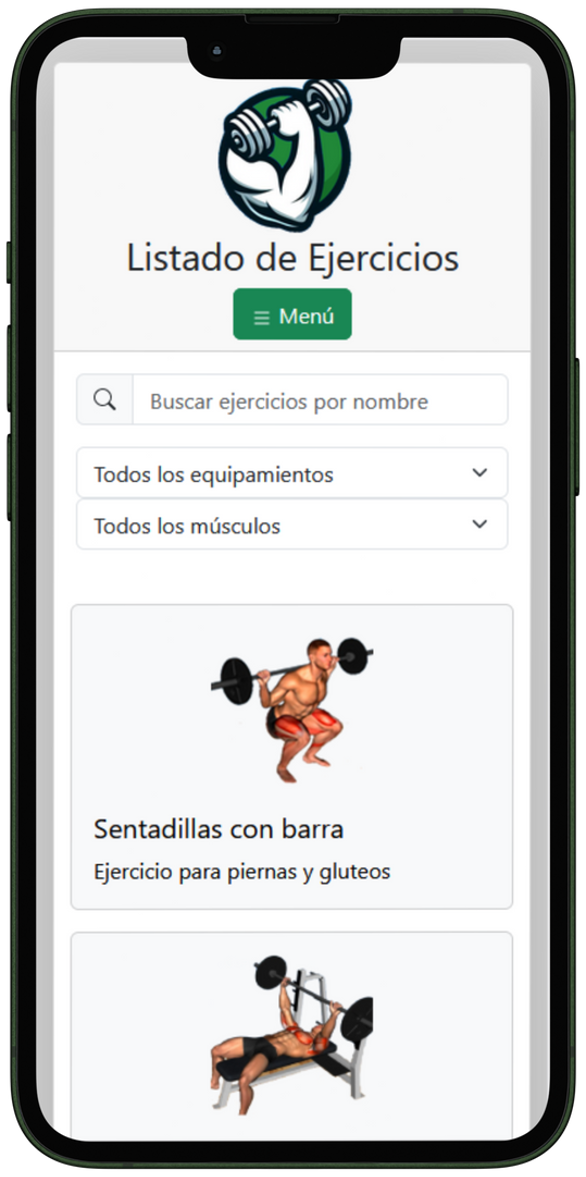 Listado de Ejercicios
☰ Menú
Buscar ejercicios por nombre
Todos los equipamientos
Todos los músculos
Sentadillas con barra
Ejercicio para piernas y gluteos